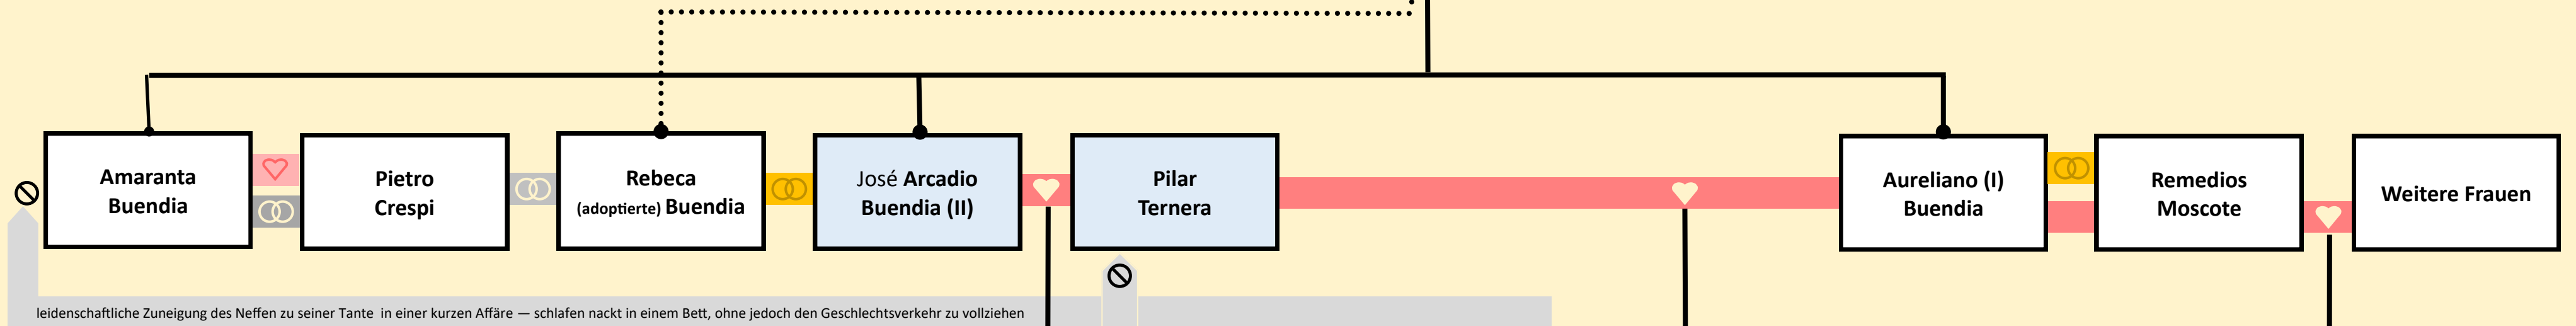 Amaranta
Buendia
Pietro
Crespi
Rebeca
(adoptierte) Buendia
José Arcadio
Buendia (II)
Pilar
Ternera
Aureliano (I)
Buendia
Remedios
Moscote
Weitere Frauen
leidenschaftliche Zuneigung des Neffen zu seiner Tante in einer kurzen Affäre — schlafen nackt in einem Bett, ohne jedoch den Geschlechtsverkehr zu vollziehen